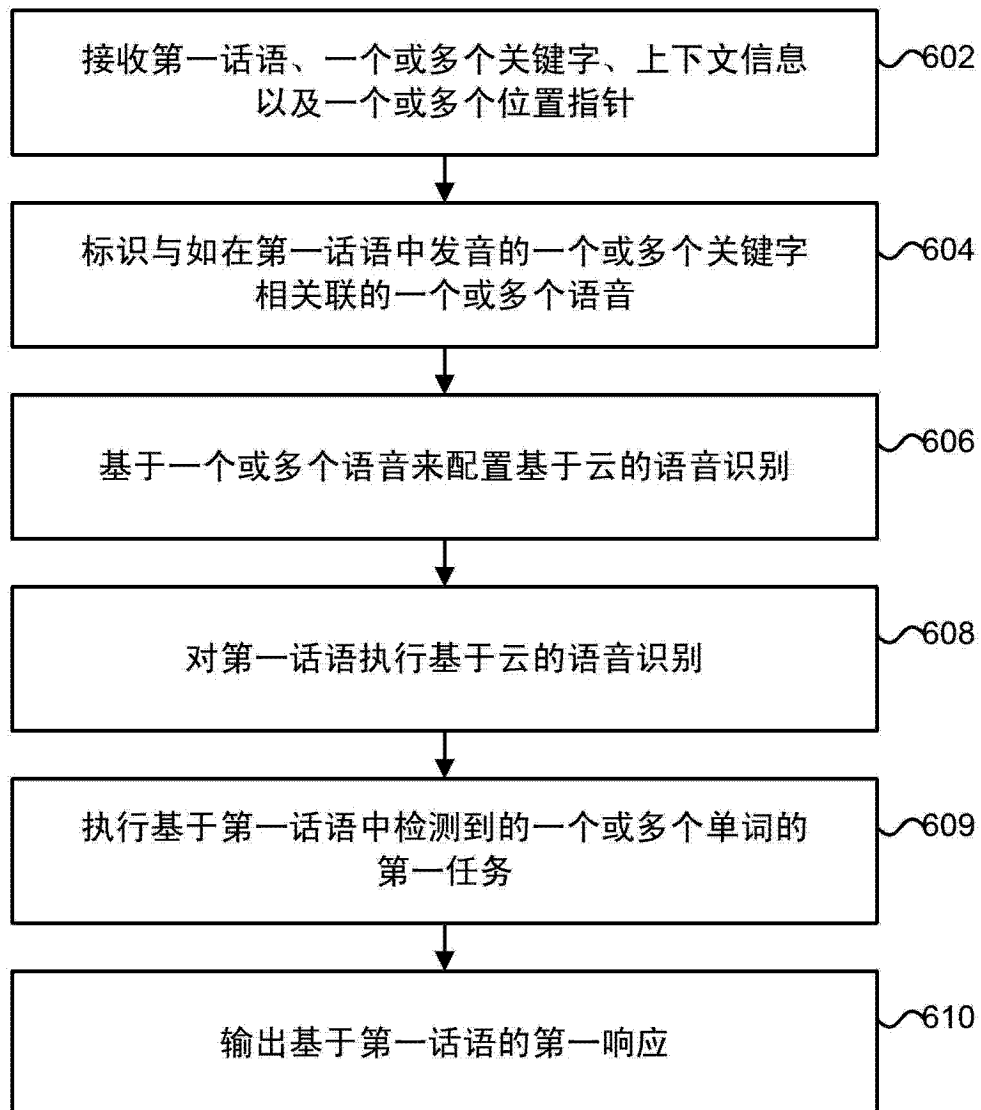 接收第一话语、一个或多个关键字、上下文信息
以及一个或多个位置指针
602
标识与如在第一话语中发音的一个或多个关键字
相关联的一个或多个语音
604
基于一个或多个语音来配置基于云的语音识别
606
对第一话语执行基于云的语音识别
608
执行基于第一话语中检测到的一个或多个单词的
第一任务
609
输出基于第一话语的第一响应
610